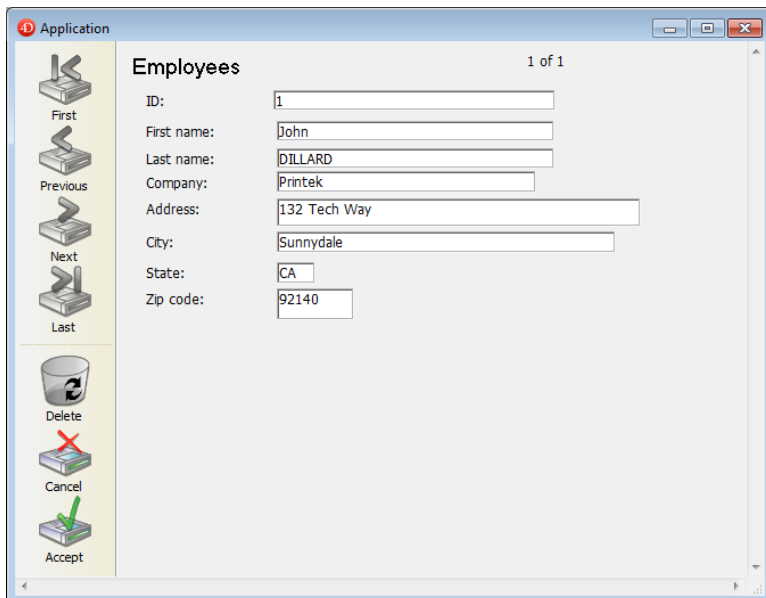 4D Application
First
Previous
Next
Last
Delete
Cancel
Accept
Employees 1 of 1
ID: 1
First name: John
Last name: DILLARD
Company: Printek
Address: 132 Tech Way
City: Sunnydale
State: CA
Zip code: 92140